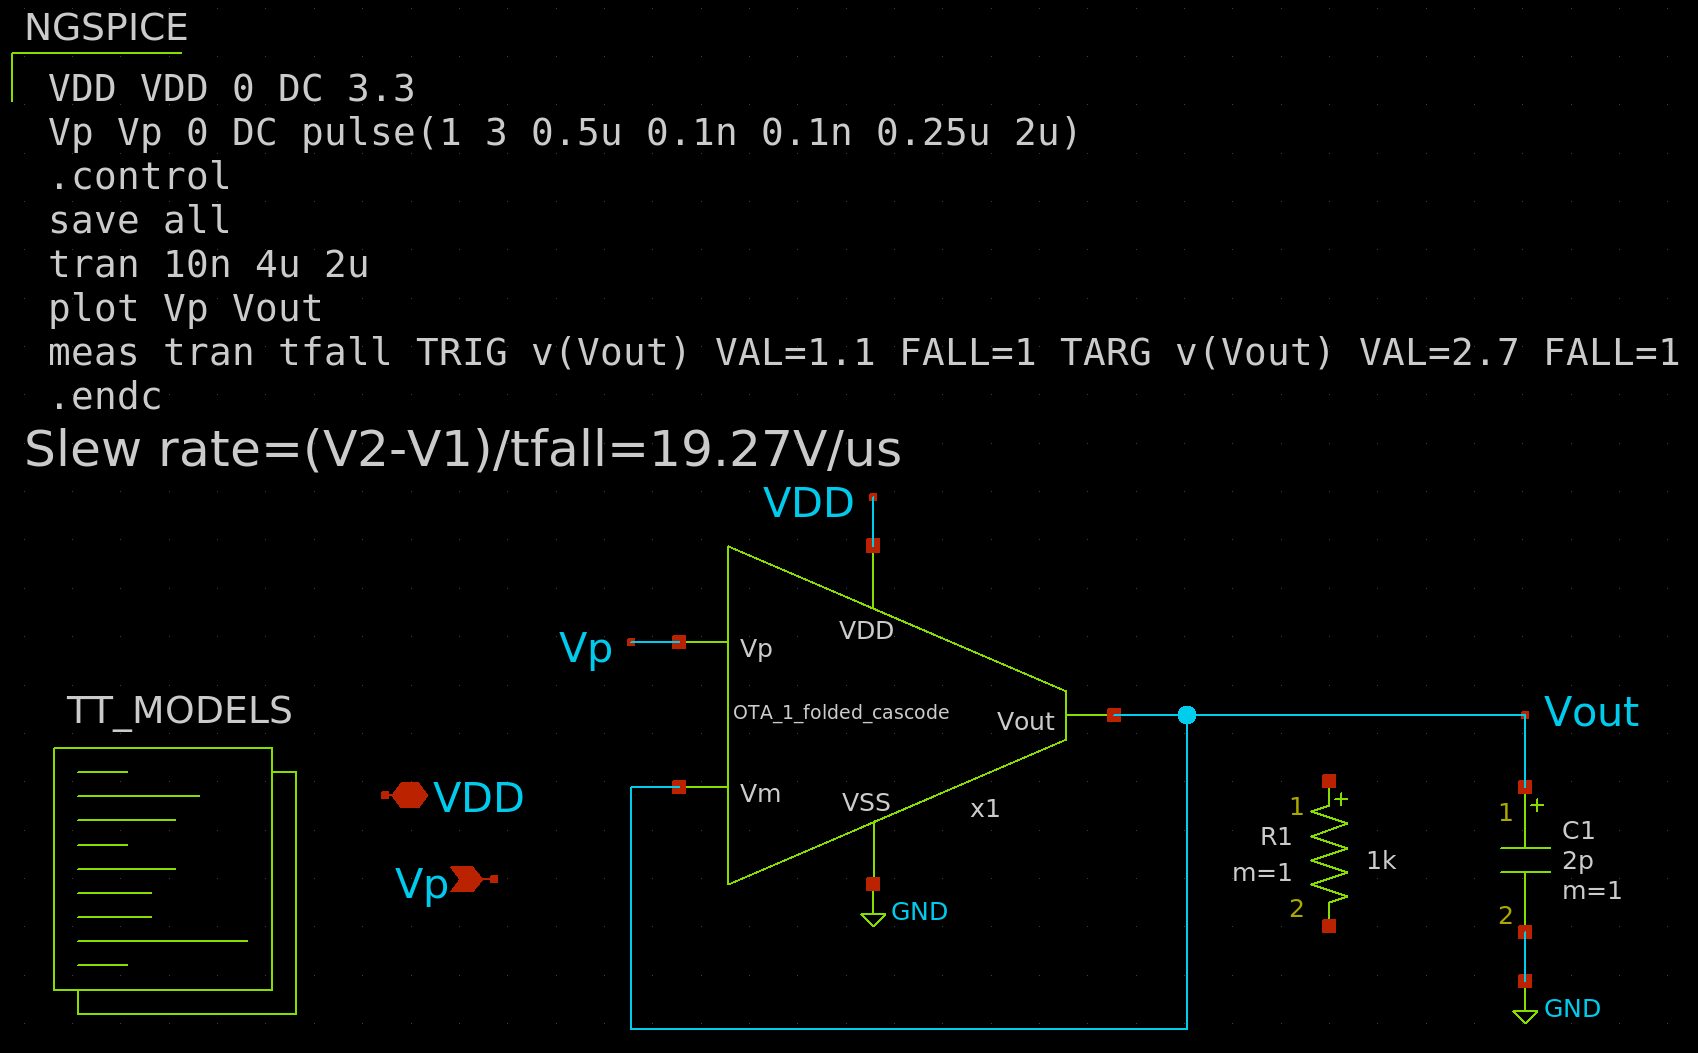 NGSPICE
VDD VDD 0 DC 3.3
Vp Vp 0 DC pulse(1 3 0.5u 0.1n 0.1n 0.25u 2u)
.control
save all
tran 10n 4u 2u
plot Vp Vout
meas tran tfall TRIG v(Vout) VAL=1.1 FALL=1 TARG v(Vout) VAL=2.7 FALL=1
.endc
Slew rate=(V2-V1)/tfall=19.27V/us
VDD
VDD
Vp
Vp
OTA_1_folded_cascode
Vout
Vout
Vm
VSS
x1
GND
TT_MODELS
VDD
Vp
1
+
R1
1k
m=1
2
1
+
C1
2p
m=1
2
GND